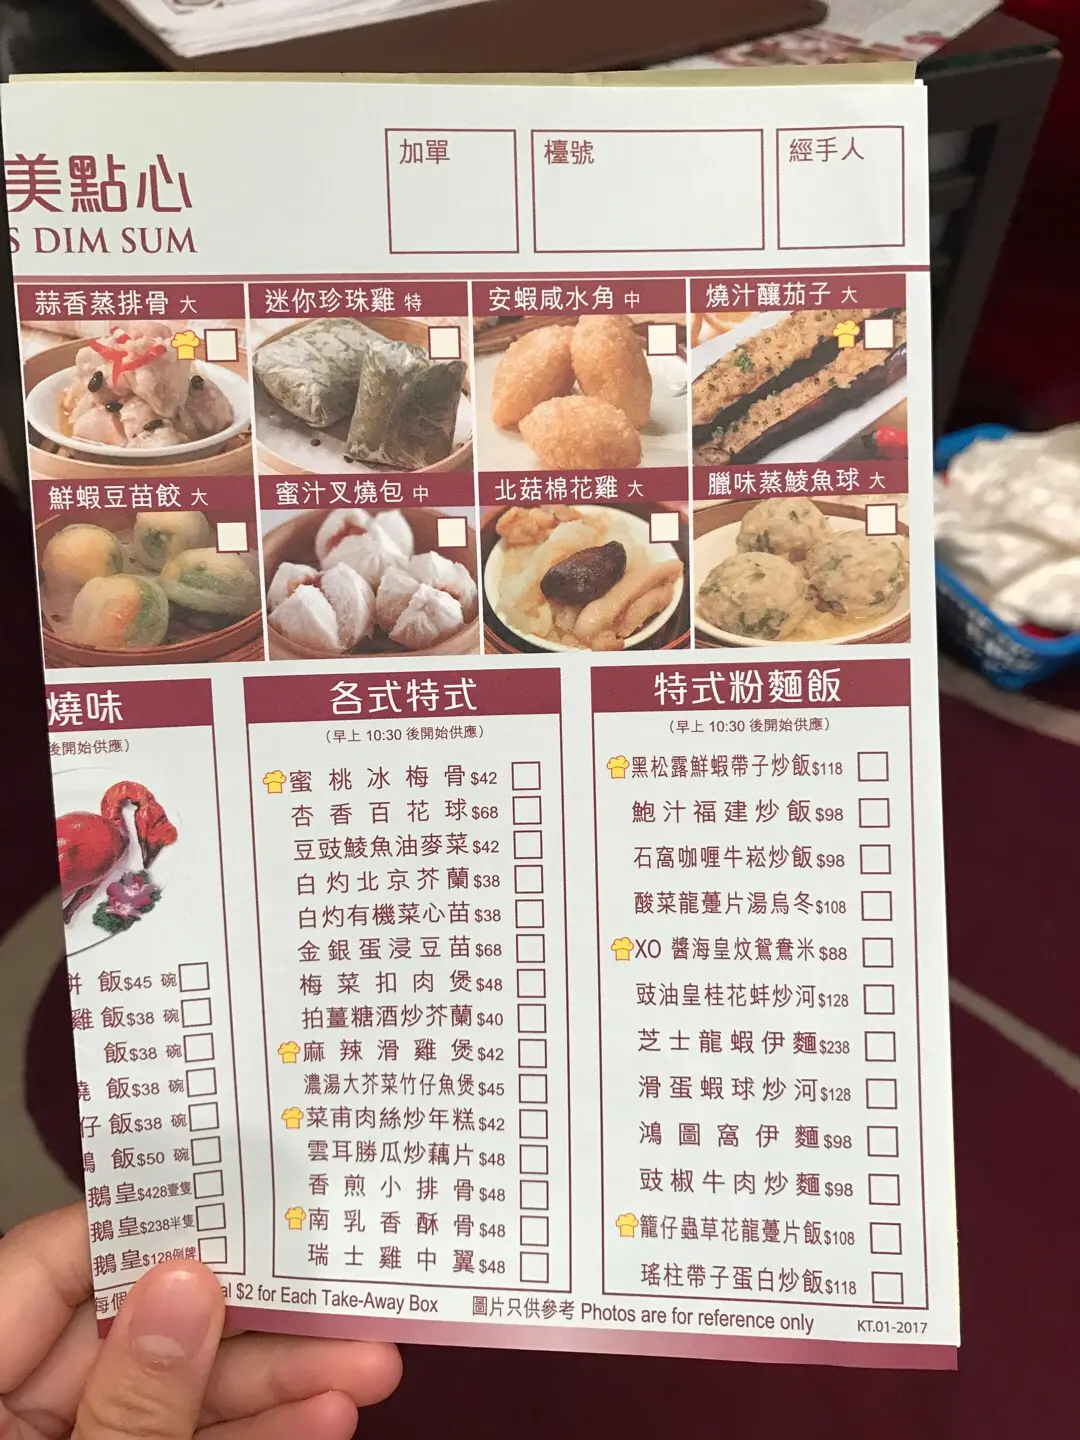 加單
檯號
經手人
美點心
S DIM SUM
蒜香蒸排骨 大
迷你珍珠雞 特
安蝦咸水角 中
燒汁釀茄子 大
鮮蝦豆苗餃 大
蜜汁叉燒包 中
北菇棉花雞 大
臘味蒸鯪魚球 大
燒味
後開始供應）
飯$45 碗
雞飯$38 碗
飯$38 碗
飯$38 碗
仔飯$38 碗
飯$50 碗
鵝皇$428壹隻
鵝皇$238半隻
鵝皇$128例牌
各式特式
（早上 10:30 後開始供應）
蜜桃冰梅骨$42
杏香百花球$68
豆豉鯪魚油麥菜$42
白灼北京芥蘭$38
白灼有機菜心苗$38
金銀蛋浸豆苗$68
梅菜扣肉煲$48
拍薑糖酒炒芥蘭$40
麻辣滑雞煲$42
濃湯大芥菜竹仔魚煲$45
菜甫肉絲炒年糕$42
雲耳勝瓜炒藕片$48
香煎小排骨$48
南乳香酥骨$48
瑞士雞中翼$48
特式粉麵飯
（早上 10:30 後開始供應）
黑松露鮮蝦帶子炒飯$118
鮑汁福建炒飯$98
石窩咖喱牛崧炒飯$98
酸菜龍躉片湯烏冬$108
XO 醬海皇炆鴛鴦米$88
豉油皇桂花蚌炒河$128
芝士龍蝦伊麵$238
滑蛋蝦球炒河$128
鴻圖窩伊麵$98
豉椒牛肉炒麵$98
籠仔蟲草花龍躉片飯$108
瑤柱帶子蛋白炒飯$118
每個
al $2 for Each Take-Away Box
圖片只供參考 Photos are for reference only
KT.01-2017